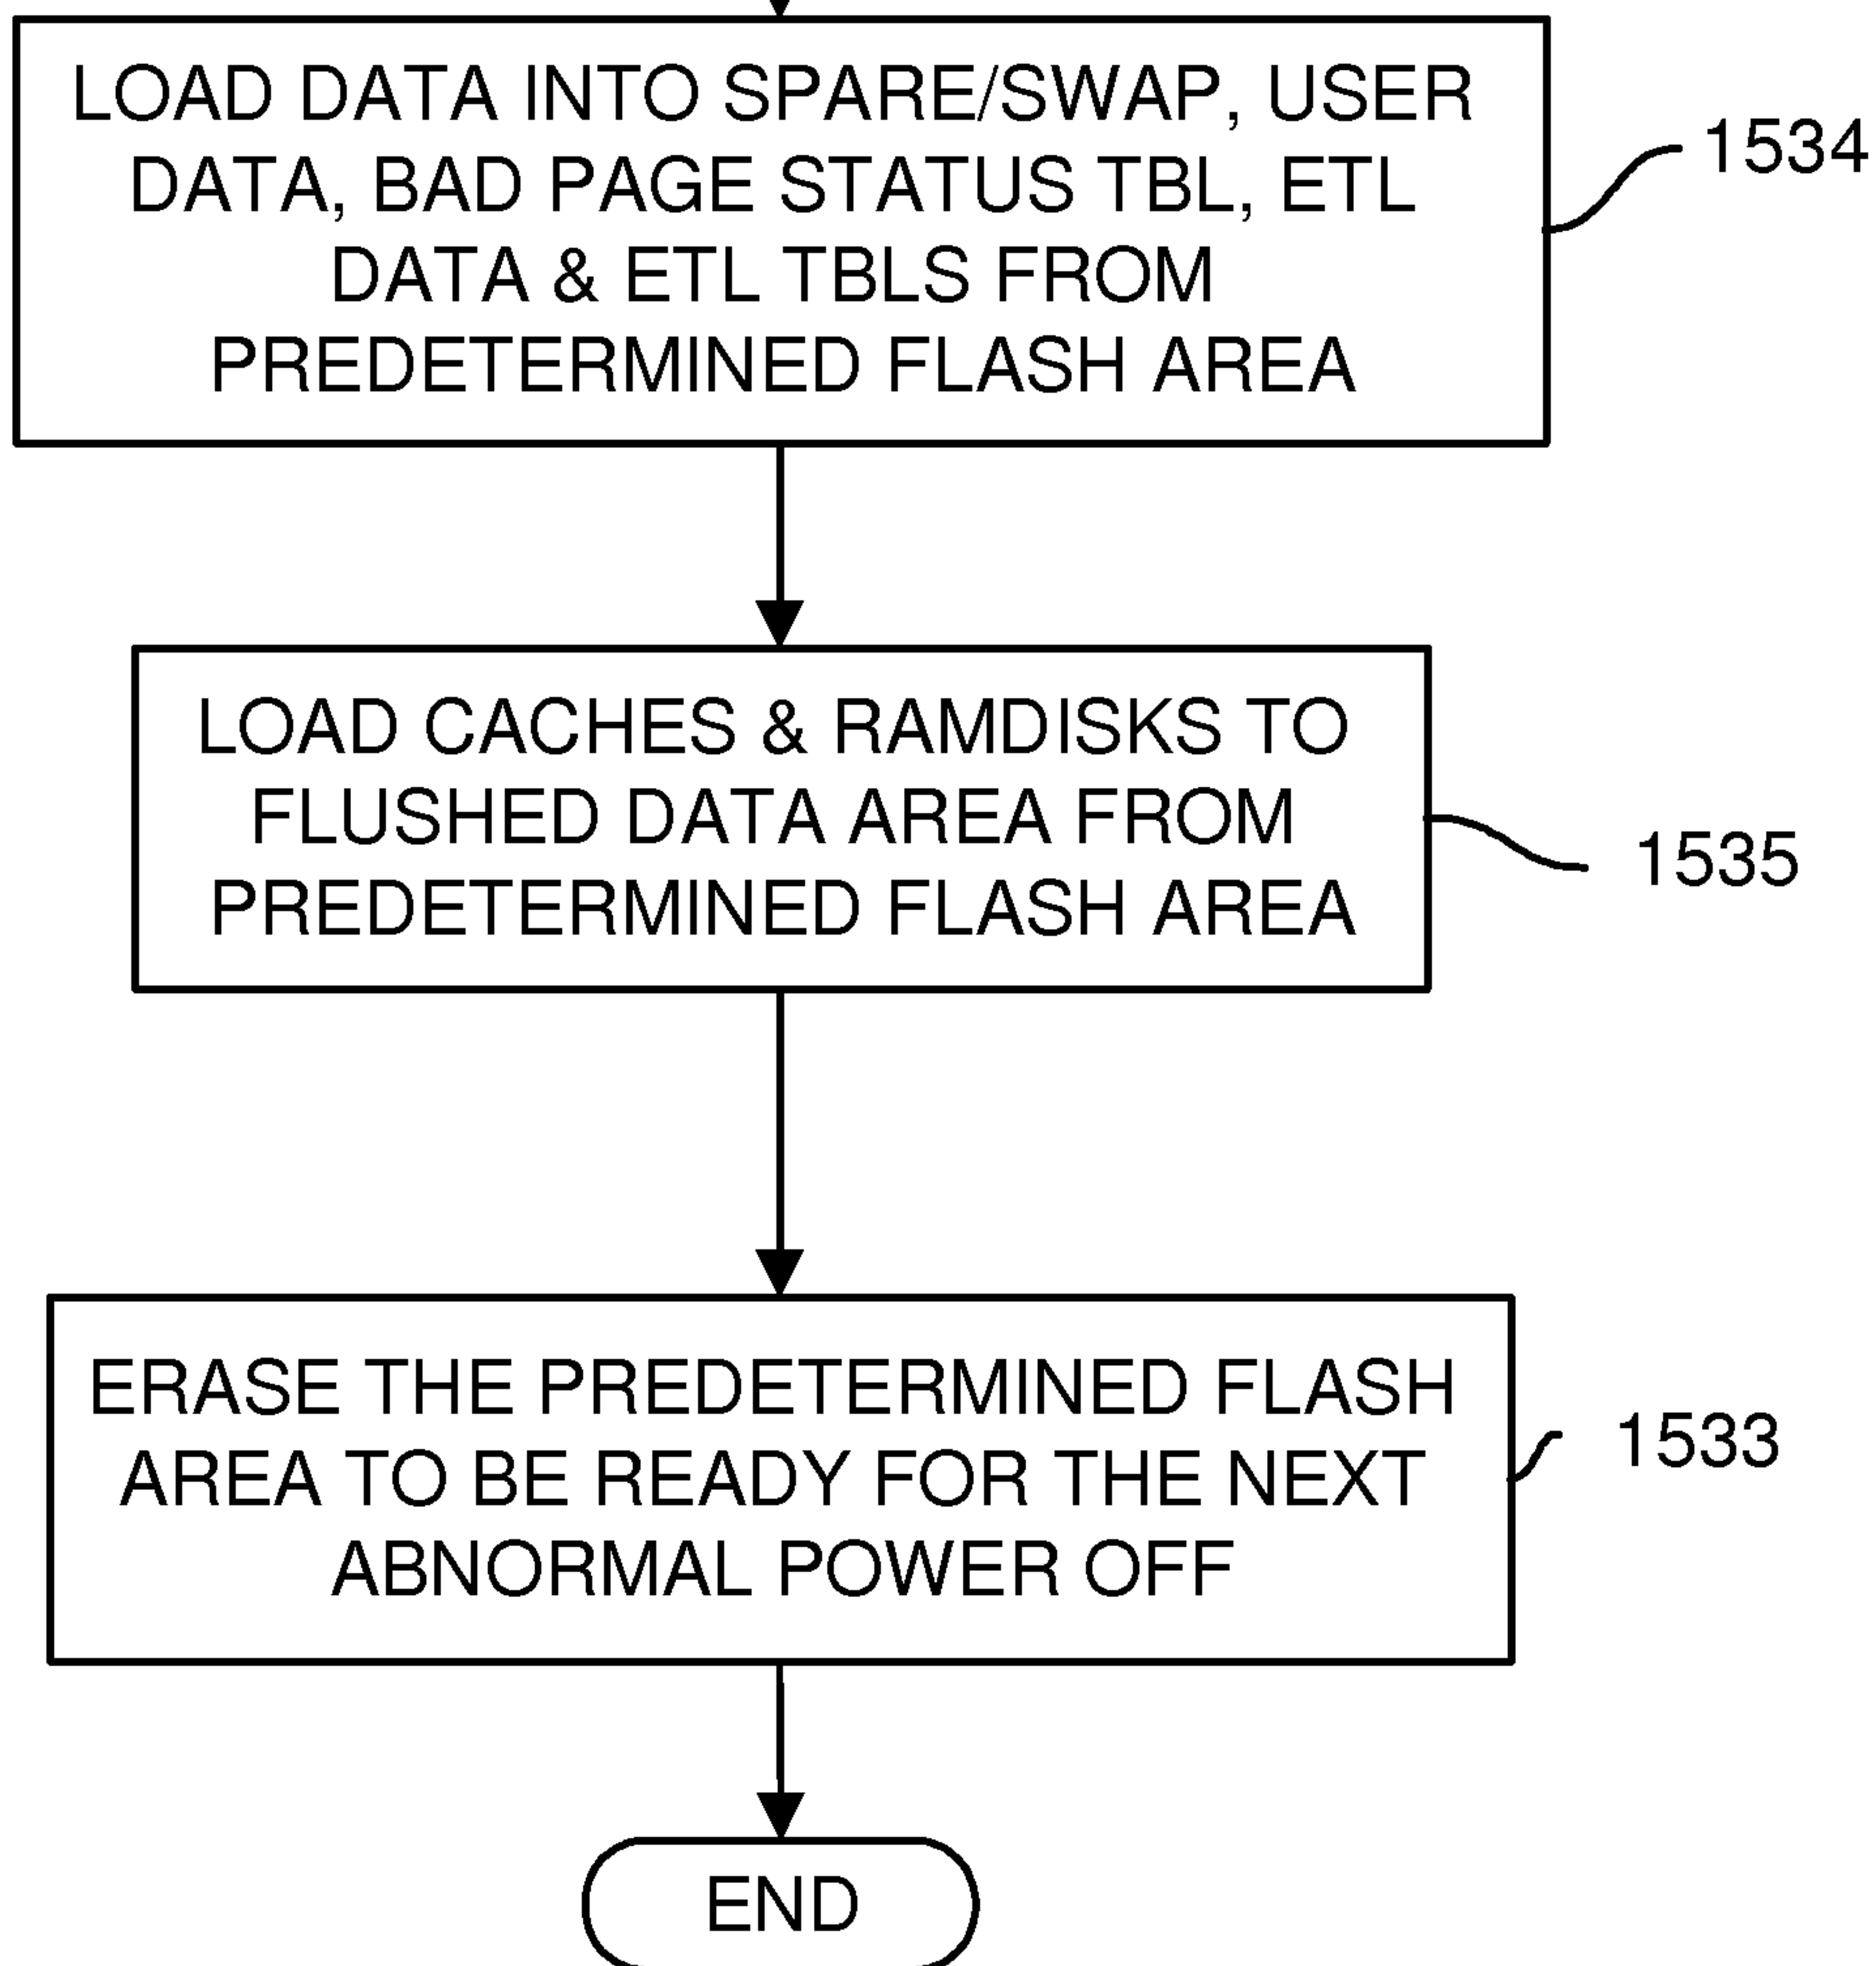 LOAD DATA INTO SPARE/SWAP, USER
DATA, BAD PAGE STATUS TBL, ETL
DATA & ETL TBLS FROM
PREDETERMINED FLASH AREA
1534
LOAD CACHES & RAMDISKS TO
FLUSHED DATA AREA FROM
PREDETERMINED FLASH AREA
1535
ERASE THE PREDETERMINED FLASH
AREA TO BE READY FOR THE NEXT
ABNORMAL POWER OFF
1533
END